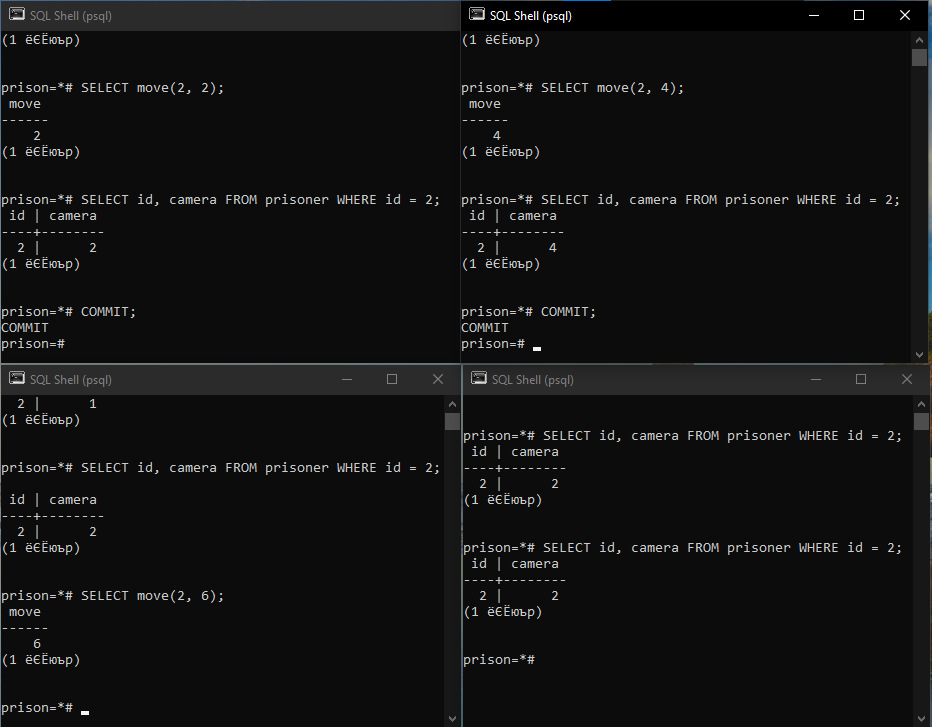 SQL Shell (psql)
(1 ёЄЁюър)
prison=*# SELECT move(2, 2);
move
------
2
(1 ёЄЁюър)
prison=*# SELECT id, camera FROM prisoner WHERE id = 2;
id | camera
----+--------
2 | 2
(1 ёЄЁюър)
prison=*# COMMIT;
COMMIT
prison=#
SQL Shell (psql)
(1 ёЄЁюър)
prison=*# SELECT move(2, 4);
move
------
4
(1 ёЄЁюър)
prison=*# SELECT id, camera FROM prisoner WHERE id = 2;
id | camera
----+--------
2 | 4
(1 ёЄЁюър)
prison=*# COMMIT;
COMMIT
prison=#
SQL Shell (psql)
2 | 1
(1 ёЄЁюър)
prison=*# SELECT id, camera FROM prisoner WHERE id = 2;
id | camera
----+--------
2 | 2
(1 ёЄЁюър)
prison=*# SELECT move(2, 6);
move
------
6
(1 ёЄЁюър)
prison=*#
SQL Shell (psql)
prison=*# SELECT id, camera FROM prisoner WHERE id = 2;
id | camera
----+--------
2 | 2
(1 ёЄЁюър)
prison=*# SELECT id, camera FROM prisoner WHERE id = 2;
id | camera
----+--------
2 | 2
(1 ёЄЁюър)
prison=*#